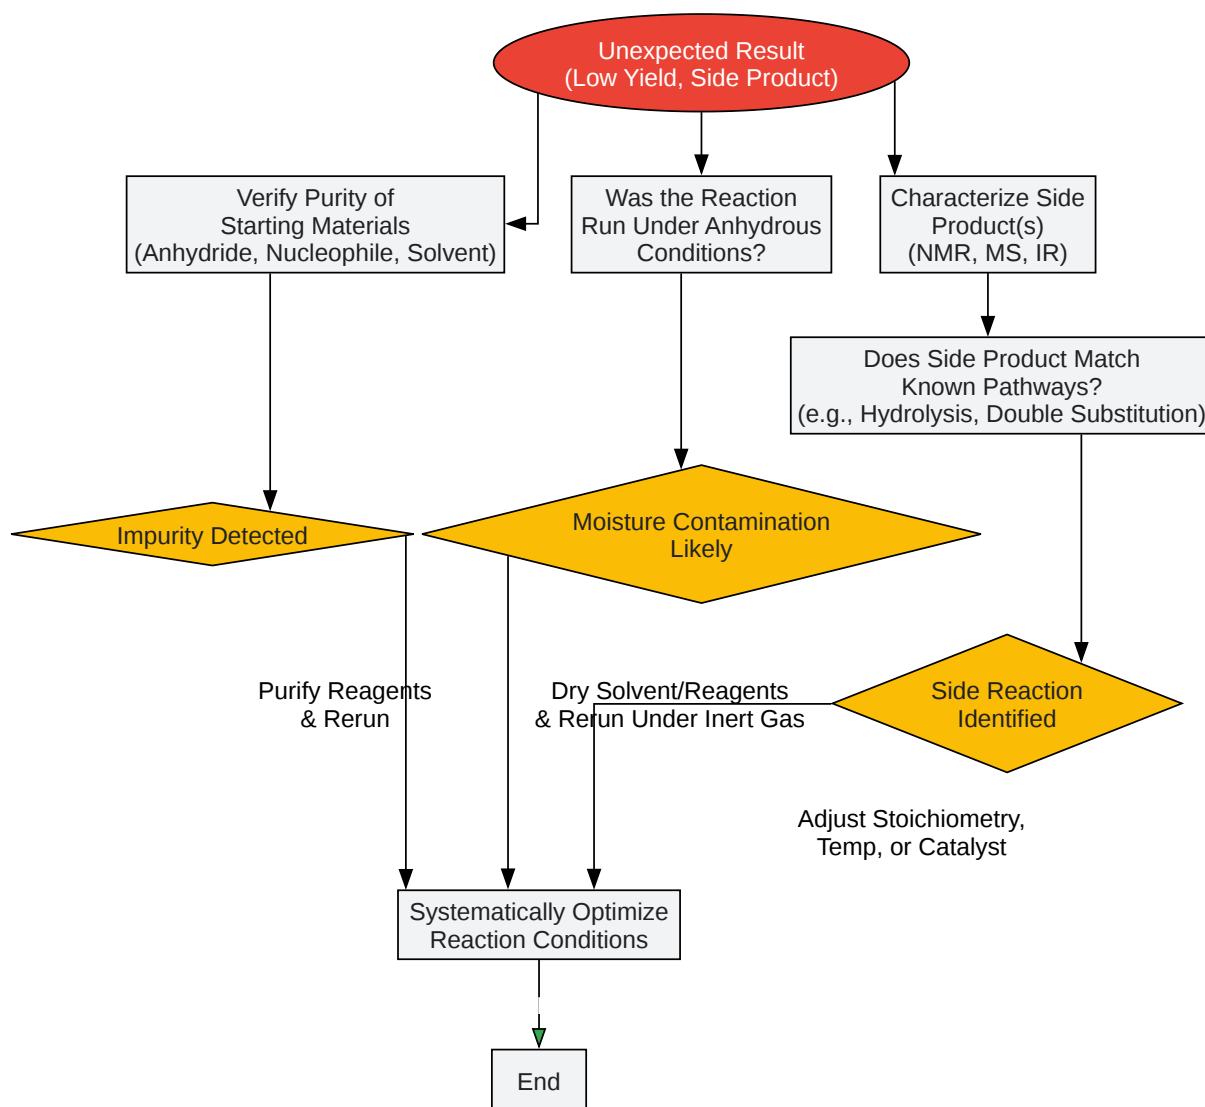 Unexpected Result
(Low Yield, Side Product)
Verify Purity of
Starting Materials
(Anhydride, Nucleophile, Solvent)
Was the Reaction
Run Under Anhydrous
Conditions?
Characterize Side
Product(s)
(NMR, MS, IR)
Does Side Product Match
Known Pathways?
(e.g., Hydrolysis, Double Substitution)
Impurity Detected
Moisture Contamination
Likely
Purify Reagents
& Rerun
Dry Solvent/Reagents
& Rerun Under Inert Gas
Side Reaction
Identified
Adjust Stoichiometry,
Temp, or Catalyst
Systematically Optimize
Reaction Conditions
End